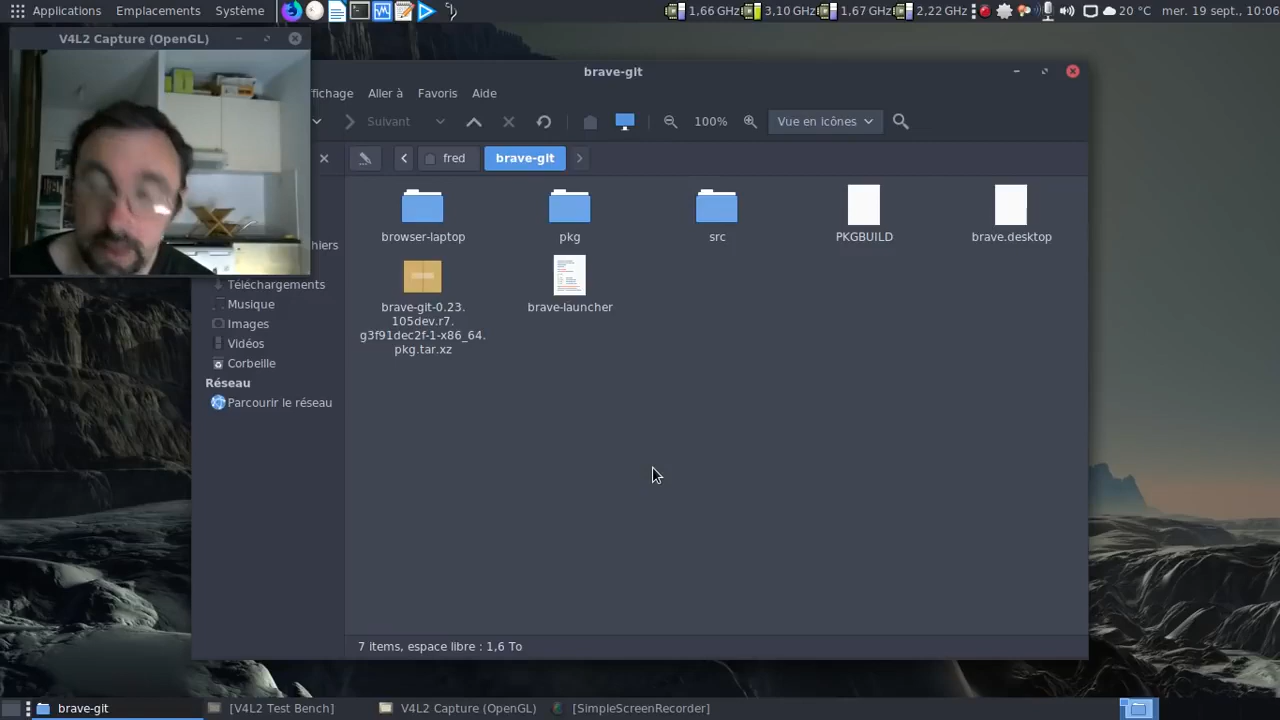 Applications Emplacements Système 1,66 GHz 3,10 GHz 1,67 GHz 2,22 GHz 20 °C mer. 19 sept., 10:06
V4L2 Capture (OpenGL)
brave-git
ffichage Aller à Favoris Aide
Suivant 100% Vue en icônes
fred brave-git
browser-laptop pkg src PKGBUILD brave.desktop
hiers
Téléchargements
Musique
Images
Vidéos
Corbeille
Réseau
Parcourir le réseau
brave-git-0.23.
105dev.r7.
g3f91dec2f-1-x86_64.
pkg.tar.xz
brave-launcher
7 items, espace libre : 1,6 To
brave-git [V4L2 Test Bench] V4L2 Capture (OpenGL) [SimpleScreenRecorder]